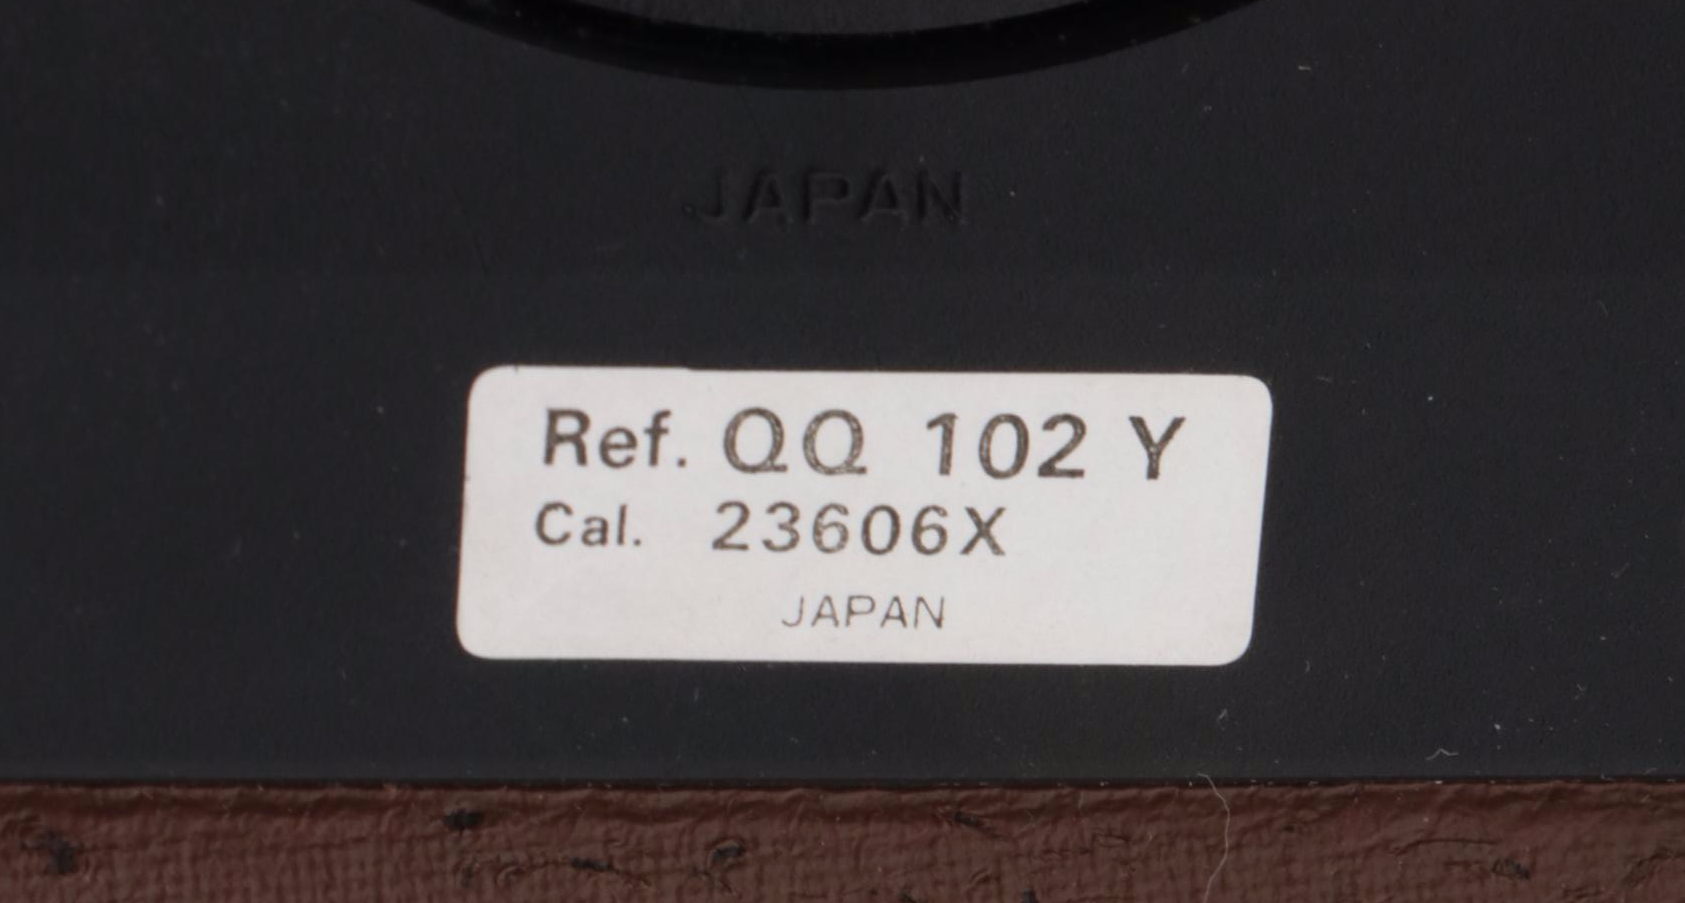 JAPAN
Ref. QQ 102 Y
Cal. 23606X
JAPAN